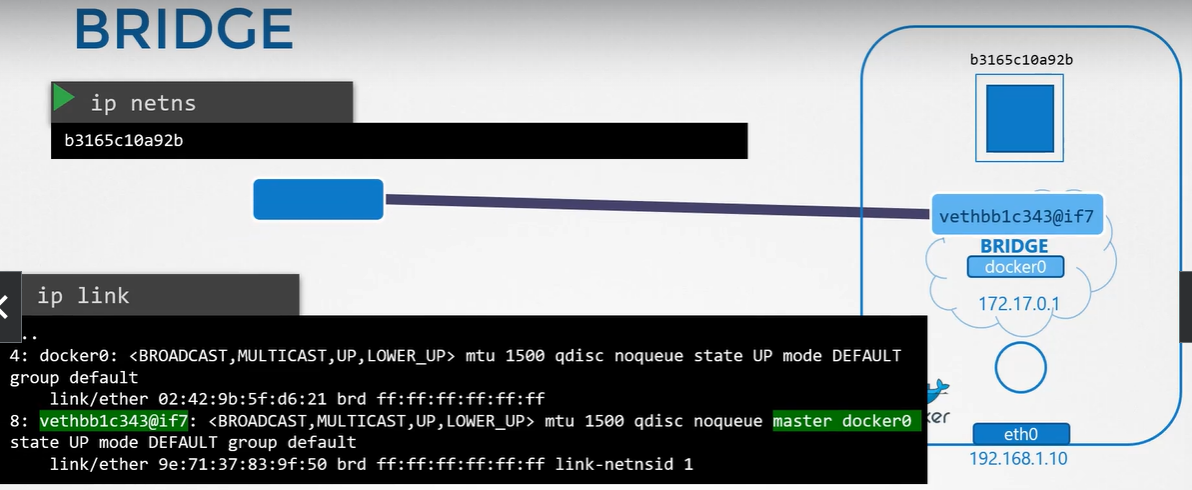 BRIDGE
b3165c10a92b
ip netns
b3165c10a92b
vethbb1c343@if7
BRIDGE
docker0
172.17.0.1
ip link
..
4: docker0: <BROADCAST,MULTICAST,UP,LOWER_UP> mtu 1500 qdisc noqueue state UP mode DEFAULT
group default
link/ether 02:42:9b:5f:d6:21 brd ff:ff:ff:ff:ff:ff
8: vethbb1c343@if7: <BROADCAST,MULTICAST,UP,LOWER_UP> mtu 1500 qdisc noqueue master docker0
state UP mode DEFAULT group default
link/ether 9e:71:37:83:9f:50 brd ff:ff:ff:ff:ff:ff link-netnsid 1
ker
eth0
192.168.1.10